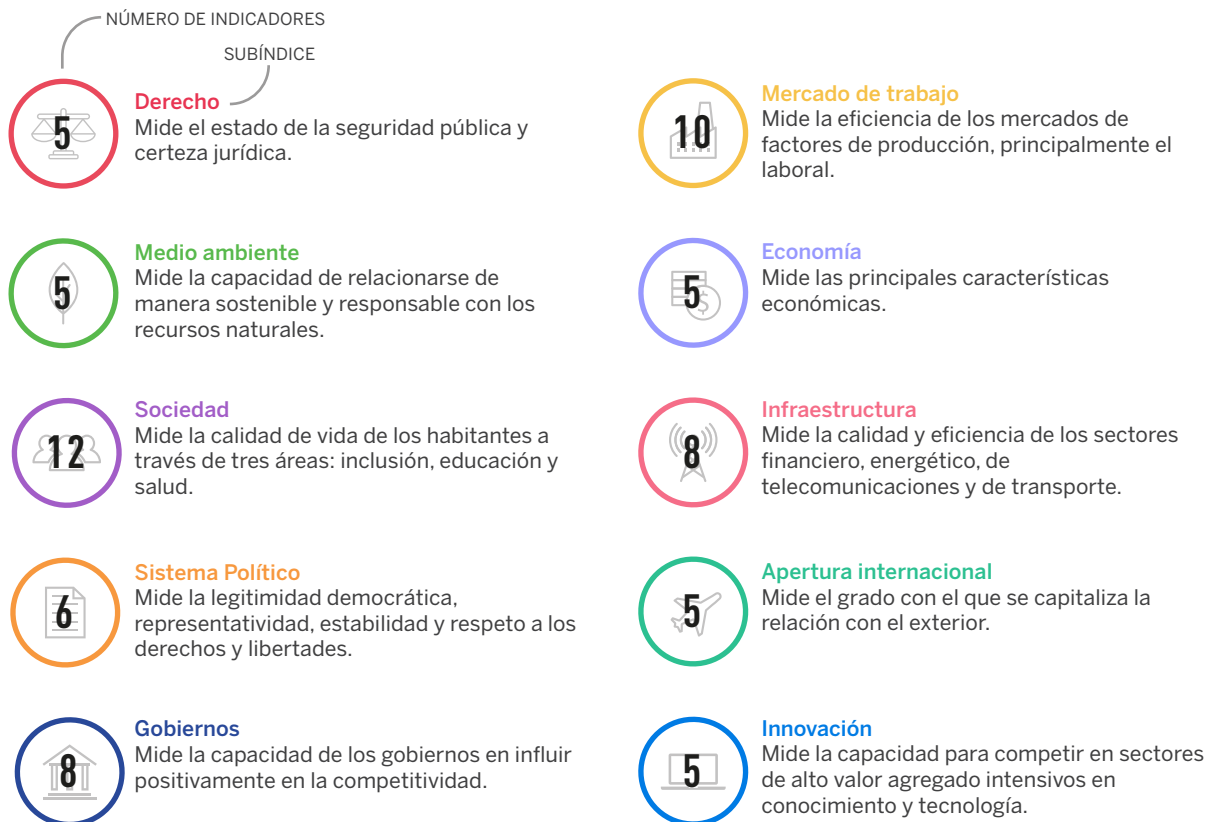 NÚMERO DE INDICADORES
SUBÍNDICE
5
Derecho
Mide el estado de la seguridad pública y
certeza jurídica.
5
Medio ambiente
Mide la capacidad de relacionarse de
manera sostenible y responsable con los
recursos naturales.
12
Sociedad
Mide la calidad de vida de los habitantes a
través de tres áreas: inclusión, educación y
salud.
6
Sistema Político
Mide la legitimidad democrática,
representatividad, estabilidad y respeto a los
derechos y libertades.
8
Gobiernos
Mide la capacidad de los gobiernos en influir
positivamente en la competitividad.
10
Mercado de trabajo
Mide la eficiencia de los mercados de
factores de producción, principalmente el
laboral.
5
Economía
Mide las principales características
económicas.
8
Infraestructura
Mide la calidad y eficiencia de los sectores
financiero, energético, de
telecomunicaciones y de transporte.
5
Apertura internacional
Mide el grado con el que se capitaliza la
relación con el exterior.
5
Innovación
Mide la capacidad para competir en sectores
de alto valor agregado intensivos en
conocimiento y tecnología.